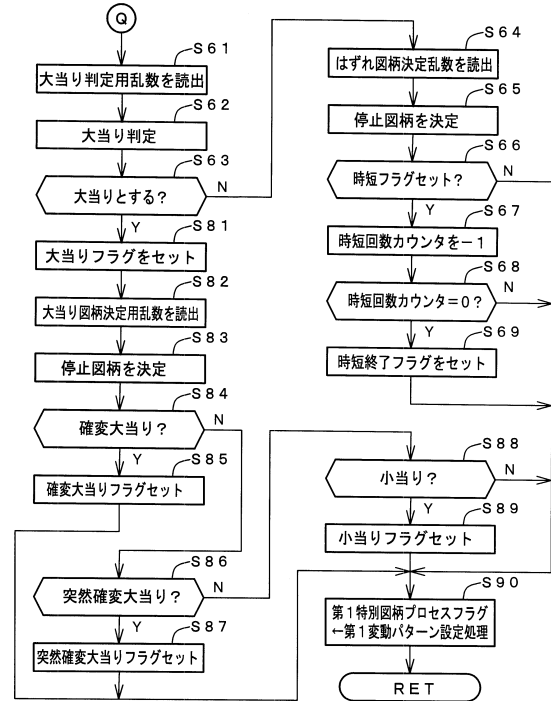 Q
S61
大当り判定用乱数を読出
S62
大当り判定
S63
大当りとする?
N
Y
S81
大当りフラグをセット
S82
大当り図柄決定用乱数を読出
S83
停止図柄を決定
S84
確変大当り?
N
Y
S85
確変大当りフラグセット
S86
突然確変大当り?
N
Y
S87
突然確変大当りフラグセット
S64
はずれ図柄決定乱数を読出
S65
停止図柄を決定
S66
時短フラグセット?
N
Y
S67
時短回数カウンタを-1
S68
時短回数カウンタ=0?
N
Y
S69
時短終了フラグをセット
S88
小当り?
N
Y
S89
小当りフラグセット
S90
第1特別図柄プロセスフラグ
←第1変動パターン設定処理
RET